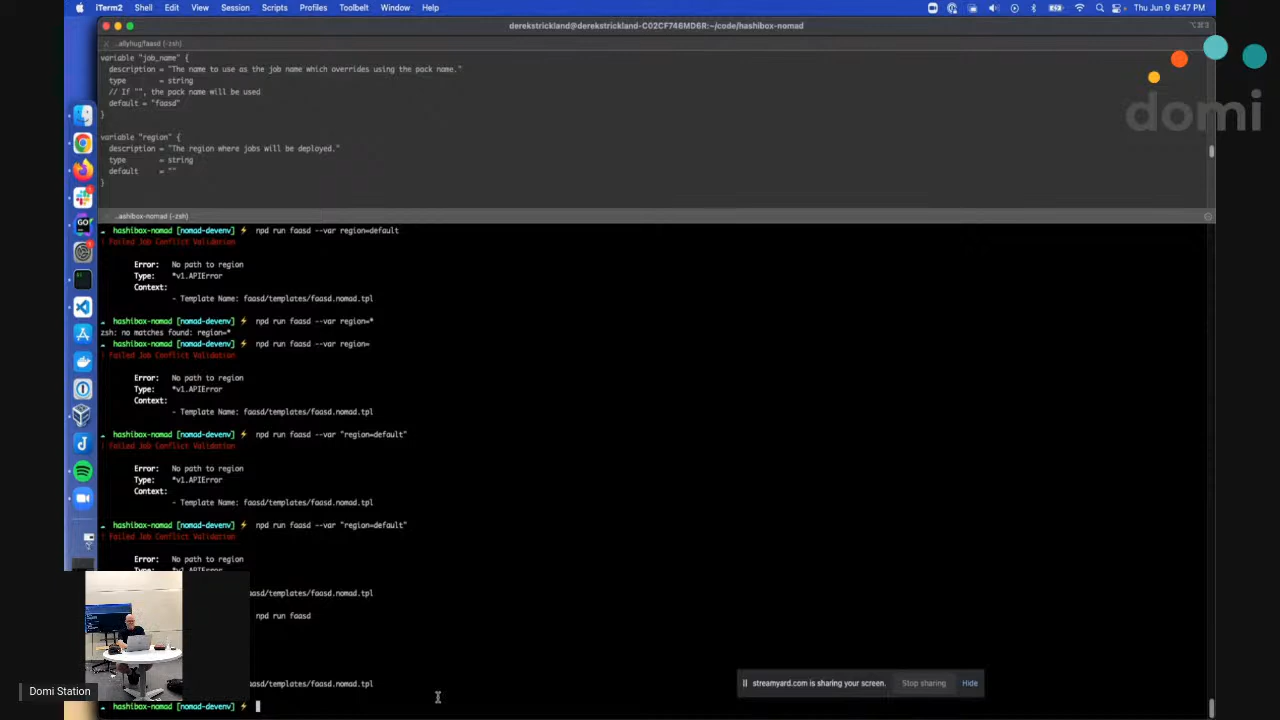 iTerm2 Shell Edit View Session Scripts Profiles Toolbelt Window Help Thu Jun 9 6:47 PM
derekstrickland@derekstrickland-C02CF746MD6R:~/code/hashibox-nomad
..allyhug/faasd (-zsh)
variable "job_name" {
description = "The name to use as the job name which overrides using the pack name."
type = string
// If "", the pack name will be used
default = "faasd"
}
variable "region" {
description = "The region where jobs will be deployed."
type = string
default = ""
}
domi
..ashibox-nomad (-zsh)
hashibox-nomad [nomad-devenv] ⚡ npd run faasd --var region=default
! Failed Job Conflict Validation
Error: No path to region
Type: *v1.APIError
Context:
- Template Name: faasd/templates/faasd.nomad.tpl
hashibox-nomad [nomad-devenv] ⚡ npd run faasd --var region=*
zsh: no matches found: region=*
hashibox-nomad [nomad-devenv] ⚡ npd run faasd --var region=
! Failed Job Conflict Validation
Error: No path to region
Type: *v1.APIError
Context:
- Template Name: faasd/templates/faasd.nomad.tpl
hashibox-nomad [nomad-devenv] ⚡ npd run faasd --var "region=default"
! Failed Job Conflict Validation
Error: No path to region
Type: *v1.APIError
Context:
- Template Name: faasd/templates/faasd.nomad.tpl
hashibox-nomad [nomad-devenv] ⚡ npd run faasd --var "region=default"
! Failed Job Conflict Validation
Error: No path to region
Type: *v1.APIError
aasd/templates/faasd.nomad.tpl
npd run faasd
aasd/templates/faasd.nomad.tpl
hashibox-nomad [nomad-devenv] ⚡
streamyard.com is sharing your screen. Stop sharing Hide
Domi Station